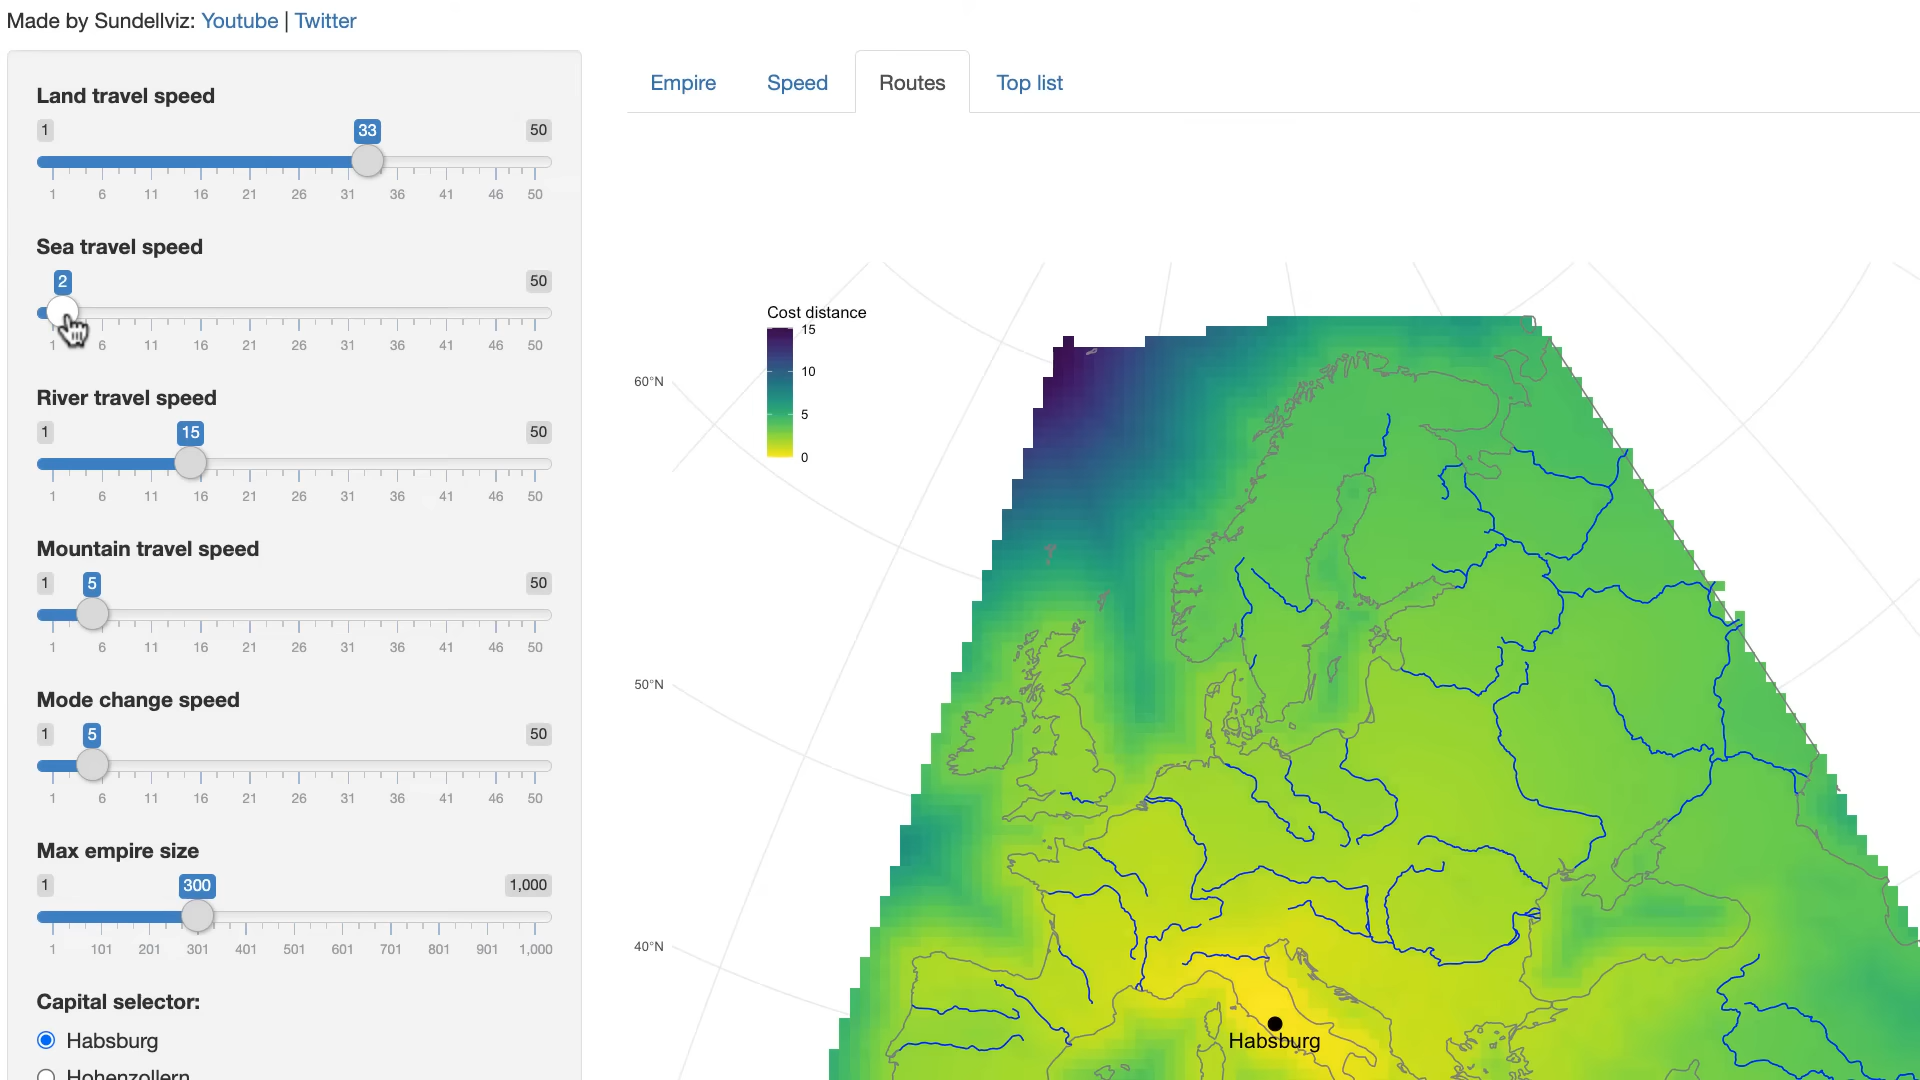 Made by Sundellviz: Youtube | Twitter
Empire Speed Routes Top list
Land travel speed
1 33 50
1 6 11 16 21 26 31 36 41 46 50
Sea travel speed
2 50
1 6 11 16 21 26 31 36 41 46 50
River travel speed
1 15 50
1 6 11 16 21 26 31 36 41 46 50
Mountain travel speed
1 5 50
1 6 11 16 21 26 31 36 41 46 50
Mode change speed
1 5 50
1 6 11 16 21 26 31 36 41 46 50
Max empire size
1 300 1,000
1 101 201 301 401 501 601 701 801 901 1,000
Capital selector:
Habsburg
Hohenzollern
Cost distance
15
10
5
0
60°N
50°N
40°N
Habsburg